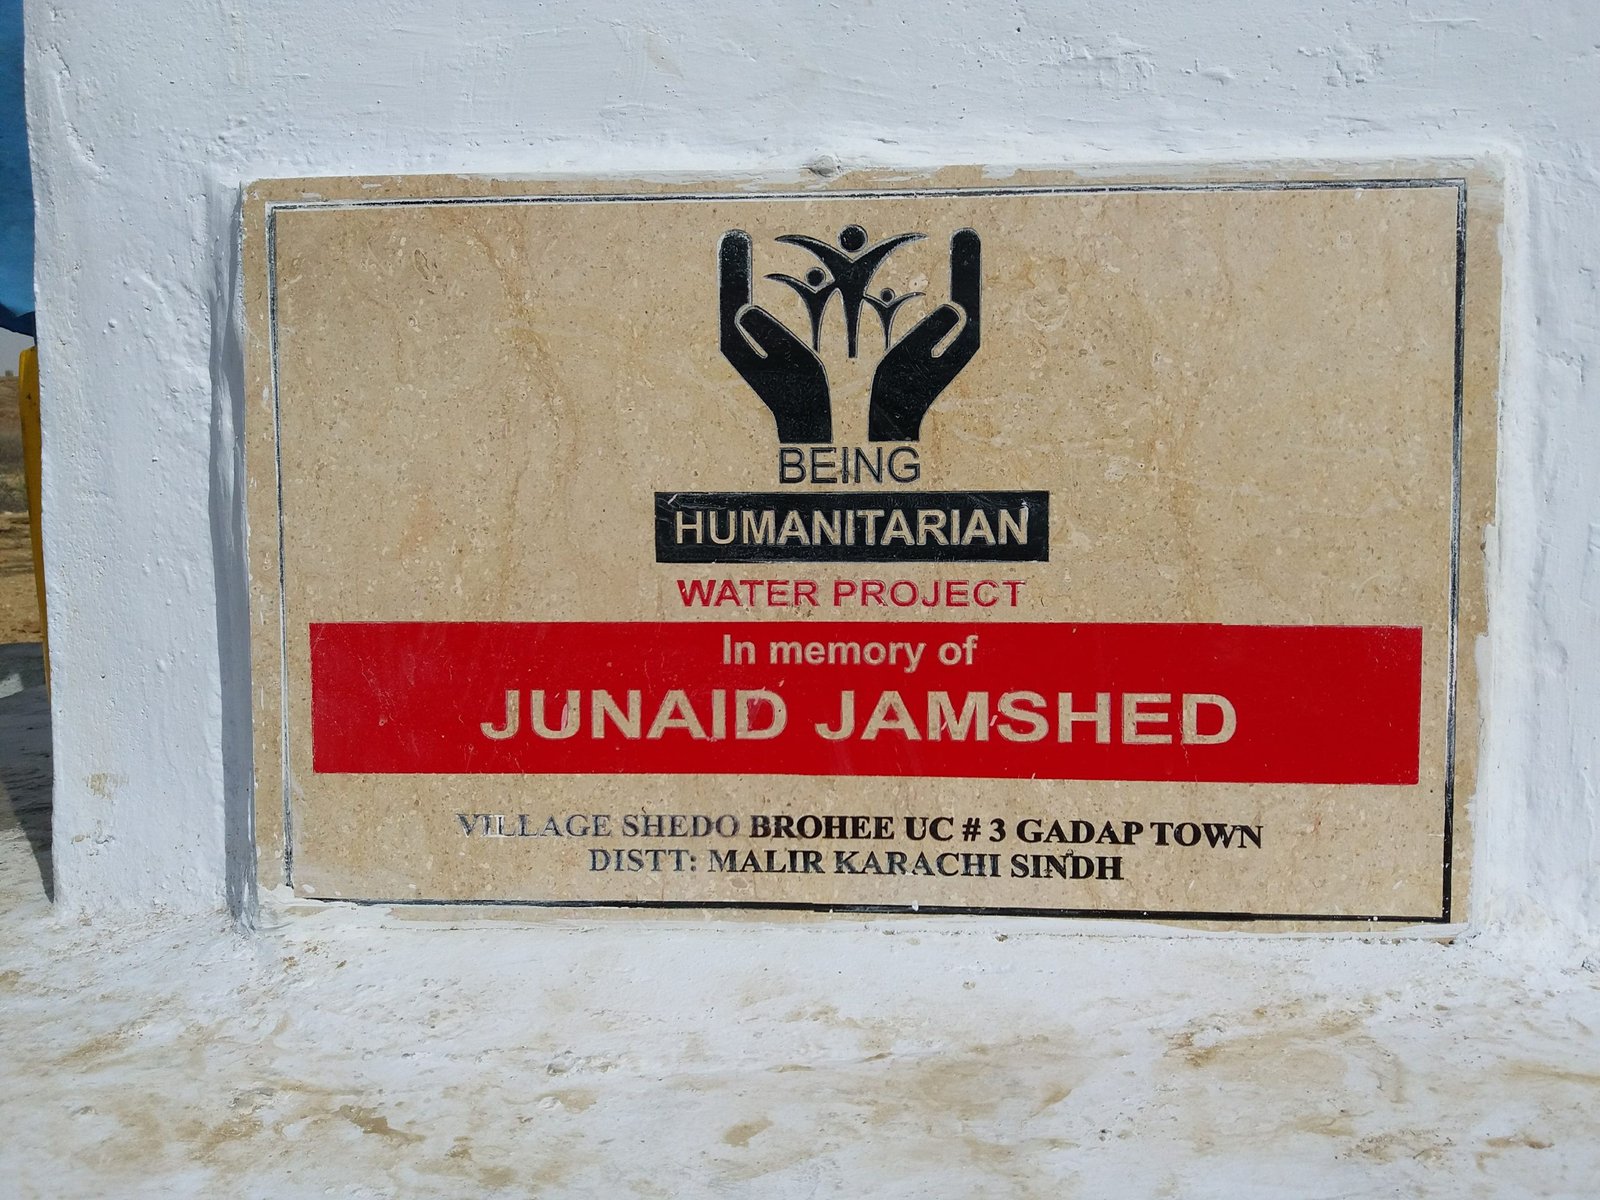 BEING
HUMANITARIAN
WATER PROJECT
In memory of
JUNAID JAMSHED
VILLAGE SHEDO BROHEE UC # 3 GADAP TOWN
DISTT: MALIR KARACHI SINDH